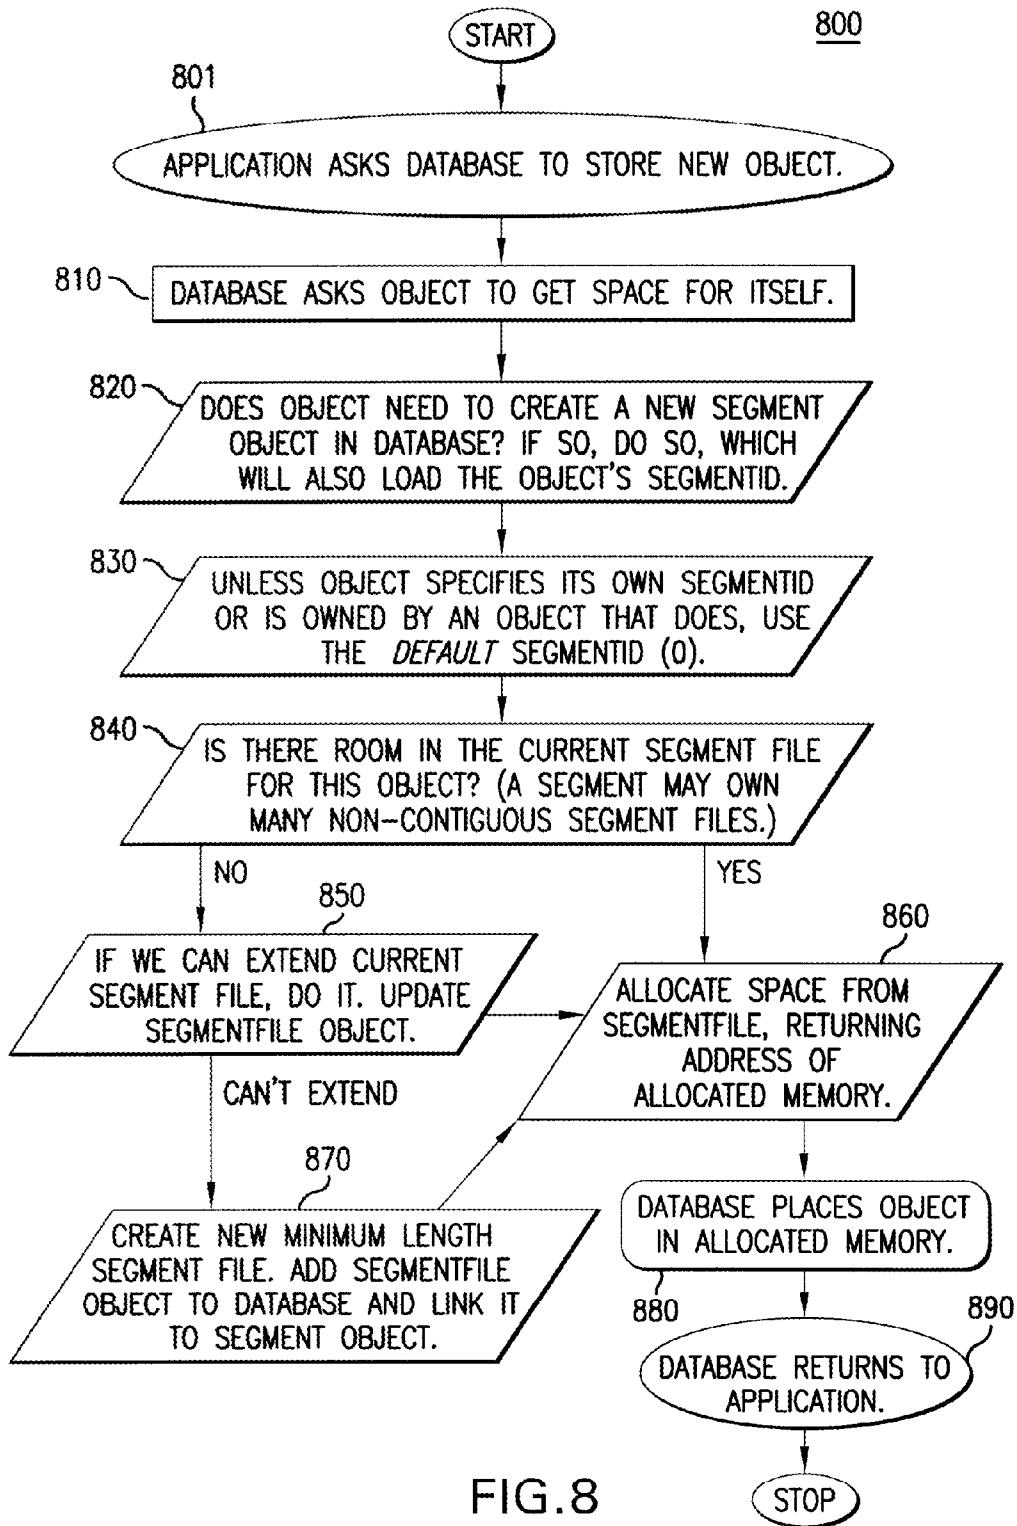 START
800
801
APPLICATION ASKS DATABASE TO STORE NEW OBJECT.
810
DATABASE ASKS OBJECT TO GET SPACE FOR ITSELF.
820
DOES OBJECT NEED TO CREATE A NEW SEGMENT
OBJECT IN DATABASE? IF SO, DO SO, WHICH
WILL ALSO LOAD THE OBJECT'S SEGMENTID.
830
UNLESS OBJECT SPECIFIES ITS OWN SEGMENTID
OR IS OWNED BY AN OBJECT THAT DOES, USE
THE DEFAULT SEGMENTID (0).
840
IS THERE ROOM IN THE CURRENT SEGMENT FILE
FOR THIS OBJECT? (A SEGMENT MAY OWN
MANY NON-CONTIGUOUS SEGMENT FILES.)
NO
YES
850
IF WE CAN EXTEND CURRENT
SEGMENT FILE, DO IT. UPDATE
SEGMENTFILE OBJECT.
860
ALLOCATE SPACE FROM
SEGMENTFILE, RETURNING
ADDRESS OF
ALLOCATED MEMORY.
CAN'T EXTEND
870
CREATE NEW MINIMUM LENGTH
SEGMENT FILE. ADD SEGMENTFILE
OBJECT TO DATABASE AND LINK IT
TO SEGMENT OBJECT.
DATABASE PLACES OBJECT
IN ALLOCATED MEMORY.
880
890
DATABASE RETURNS TO
APPLICATION.
STOP
FIG.8